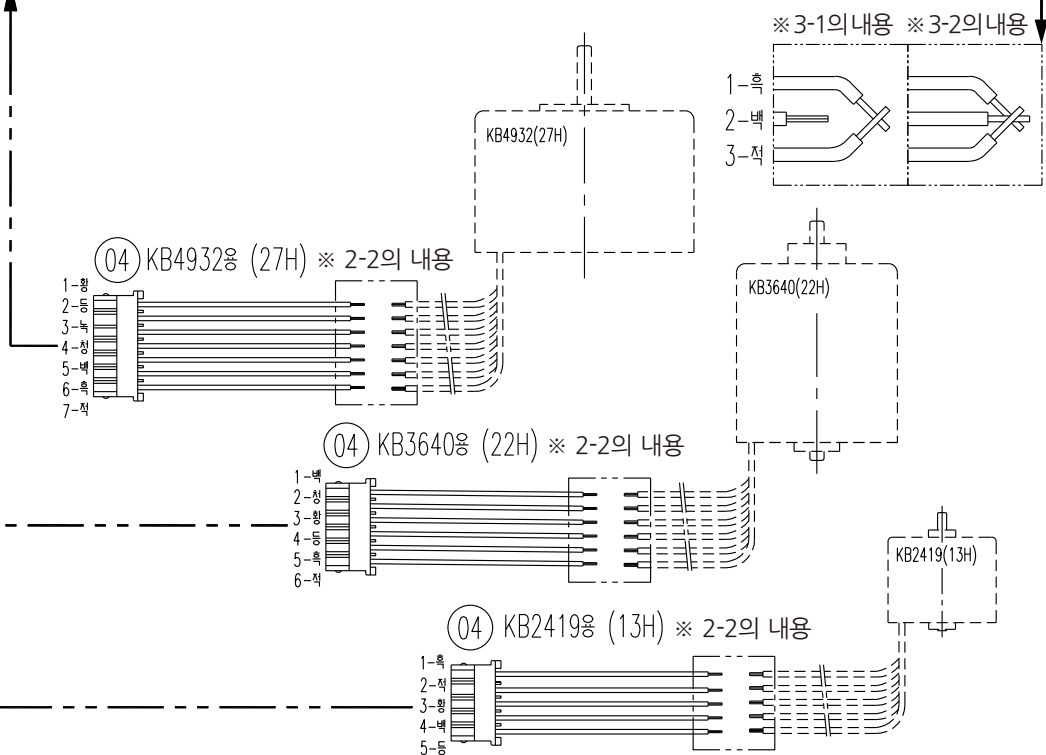 ※ 3-1의내용 ※ 3-2의내용
1-흑
2-백
3-적
KB4932(27H)
04 KB4932용 (27H) ※ 2-2의 내용
1-황
2-등
3-녹
4-청
5-백
6-흑
7-적
KB3640(22H)
04 KB3640용 (22H) ※ 2-2의 내용
1-백
2-청
3-황
4-등
5-흑
6-적
KB2419(13H)
04 KB2419용 (13H) ※ 2-2의 내용
1-흑
2-적
3-황
4-백
5-등